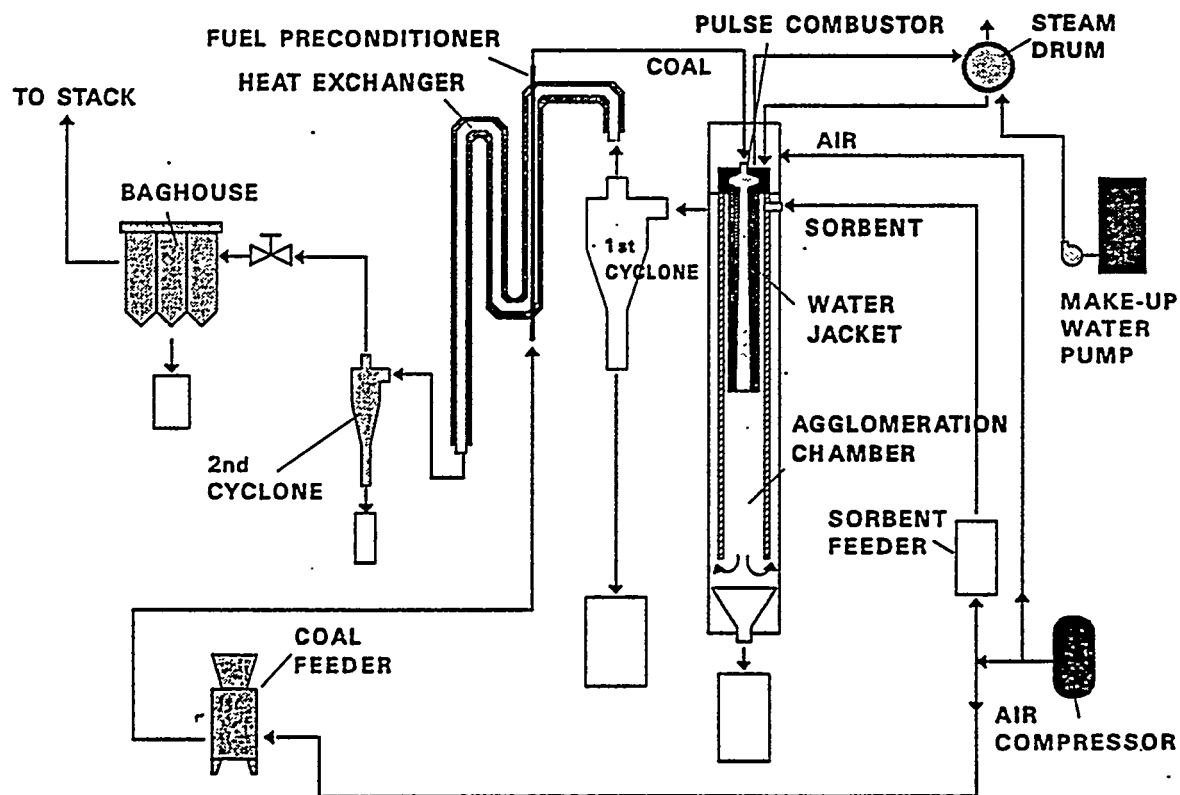 FUEL PRECONDITIONER
HEAT EXCHANGER
TO STACK
BAGHOUSE
PULSE COMBUSTOR
COAL
STEAM
DRUM
AIR
SORBENT
1st
CYCLONE
WATER
JACKET
MAKE-UP
WATER
PUMP
AGGLOMERATION
CHAMBER
2nd
CYCLONE
SORBENT
FEEDER
COAL
FEEDER
AIR
COMPRESSOR